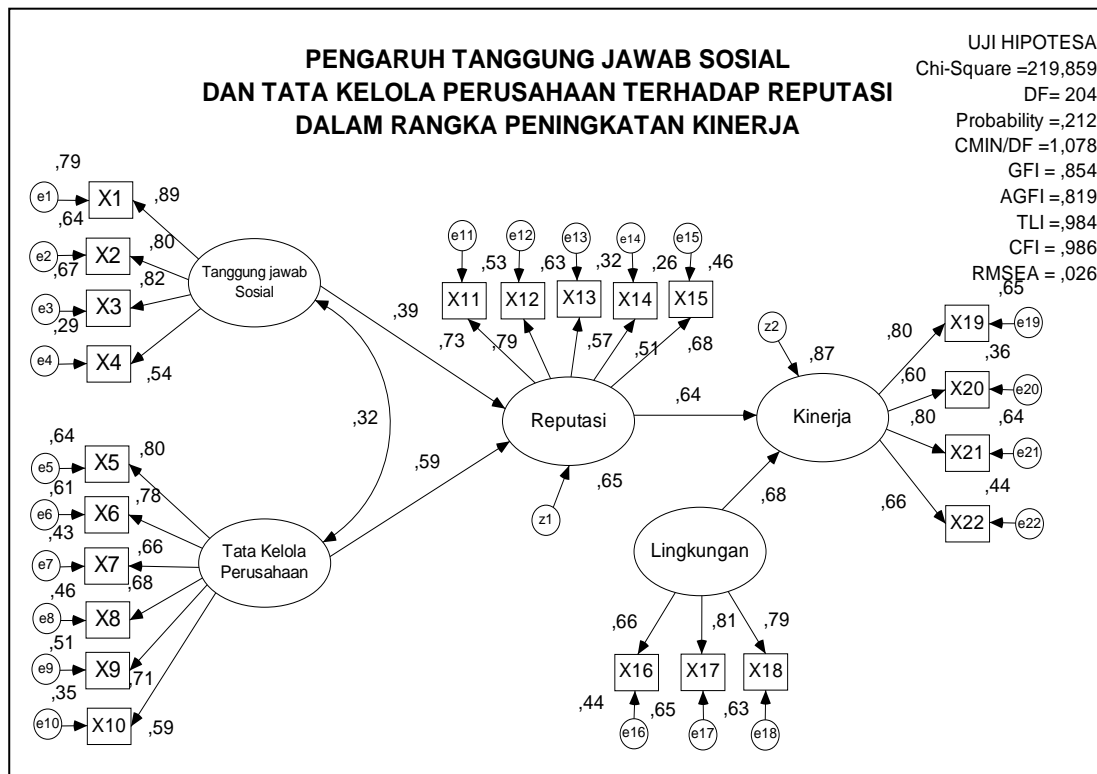 PENGARUH TANGGUNG JAWAB SOSIAL
DAN TATA KELOLA PERUSAHAAN TERHADAP REPUTASI
DALAM RANGKA PENINGKATAN KINERJA
UJI HIPOTESA
Chi-Square =219,859
DF= 204
Probability =,212
CMIN/DF =1,078
GFI = ,854
AGFI =,819
TLI =,984
CFI = ,986
RMSEA = ,026
,79
e1
X1
,89
,64
e2
X2
,80
,67
e3
X3
,82
,29
e4
X4
,54
Tanggung jawab
Sosial
,39
,32
,64
e5
X5
,80
,61
e6
X6
,78
,43
e7
X7
,66
,46
e8
X8
,68
,51
e9
X9
,71
,35
e10
X10
,59
Tata Kelola
Perusahaan
,59
e11
e12
e13
e14
e15
,53
,63
,32
,26
,46
X11
X12
X13
X14
X15
,73
,79
,57
,51
,68
Reputasi
,65
z1
,64
z2
,87
Kinerja
,68
Lingkungan
,66
,81
,79
X16
X17
X18
,44
,65
,63
e16
e17
e18
,65
,80
X19
e19
,36
,60
X20
e20
,64
,80
X21
e21
,44
,66
X22
e22